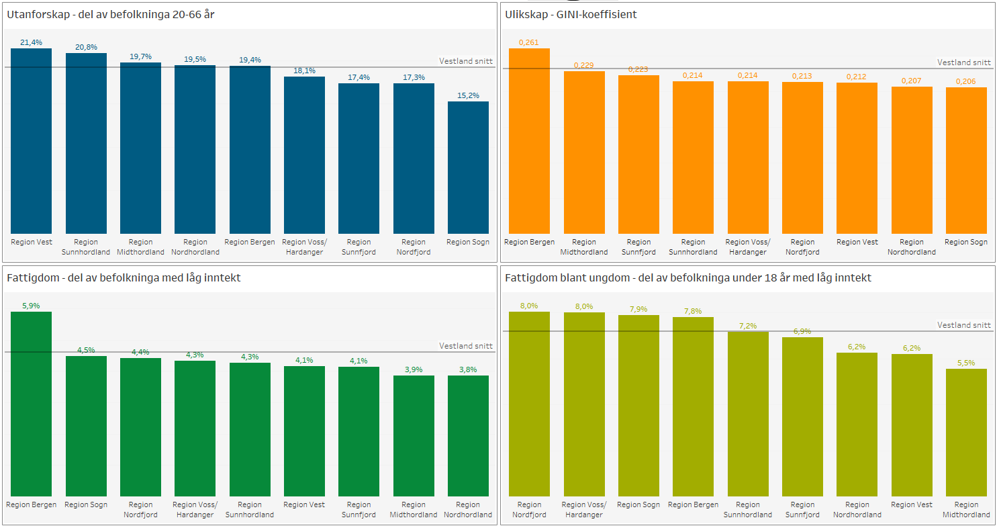 Utanforskap - del av befolkninga 20-66 år
21,4%
20,8%
19,7%
19,5%
19,4%
18,1%
17,4%
17,3%
15,2%
Vestland snitt
Region Vest
Region
Sunnhordland
Region
Midthordland
Region
Nordhordland
Region Bergen
Region Voss/
Hardanger
Region
Sunnfjord
Region
Nordfjord
Region Sogn
Ulikskap - GINI-koeffisient
0,261
0,229
0,223
0,214
0,214
0,213
0,212
0,207
0,206
Vestland snitt
Region Bergen
Region
Midthordland
Region
Sunnfjord
Region
Sunnhordland
Region Voss/
Hardanger
Region
Nordfjord
Region Vest
Region
Nordhordland
Region Sogn
Fattigdom - del av befolkninga med låg inntekt
5,9%
4,5%
4,4%
4,3%
4,3%
4,1%
4,1%
3,9%
3,8%
Vestland snitt
Region Bergen
Region Sogn
Region
Nordfjord
Region Voss/
Hardanger
Region
Sunnhordland
Region Vest
Region
Sunnfjord
Region
Midthordland
Region
Nordhordland
Fattigdom blant ungdom - del av befolkninga under 18 år med låg inntekt
8,0%
8,0%
7,9%
7,8%
7,2%
6,9%
6,2%
6,2%
5,5%
Vestland snitt
Region
Nordfjord
Region Voss/
Hardanger
Region Sogn
Region Bergen
Region
Sunnhordland
Region
Sunnfjord
Region
Nordhordland
Region Vest
Region
Midthordland